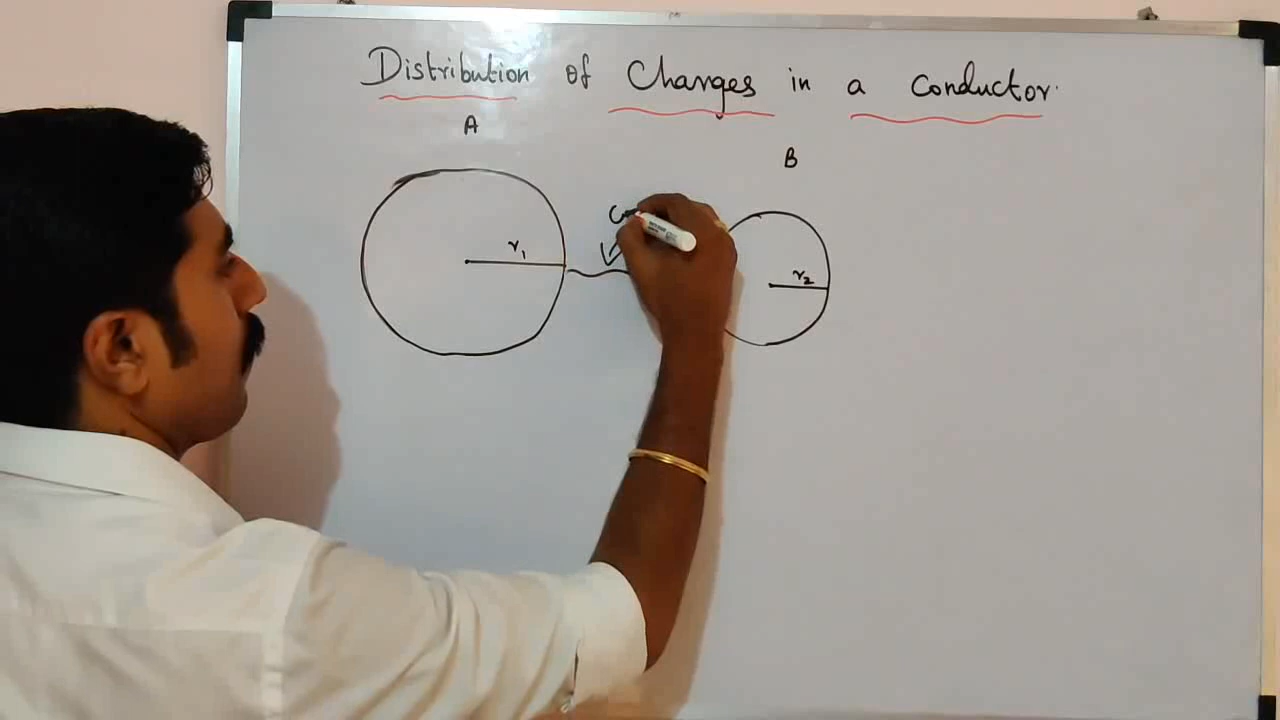 Distribution of Charges in a Conductor.
A
B
C
r1
r2